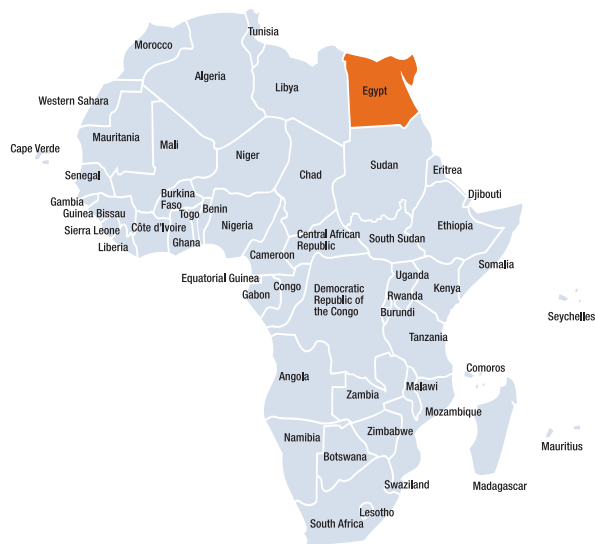 Tunisia
Morocco
Algeria
Libya
Egypt
Western Sahara
Mauritania
Mali
Cape Verde
Niger
Chad
Sudan
Eritrea
Senegal
Djibouti
Burkina
Faso
Gambia
Guinea Bissau
Togo
Benin
Nigeria
Ethiopia
Sierra Leone
Côte d'Ivoire
Ghana
Liberia
Central African
Republic
South Sudan
Cameroon
Somalia
Equatorial Guinea
Gabon
Congo
Democratic
Republic of
the Congo
Uganda
Rwanda
Kenya
Burundi
Seychelles
Tanzania
Comoros
Angola
Malawi
Zambia
Mozambique
Zimbabwe
Namibia
Botswana
Mauritius
Swaziland
Madagascar
Lesotho
South Africa